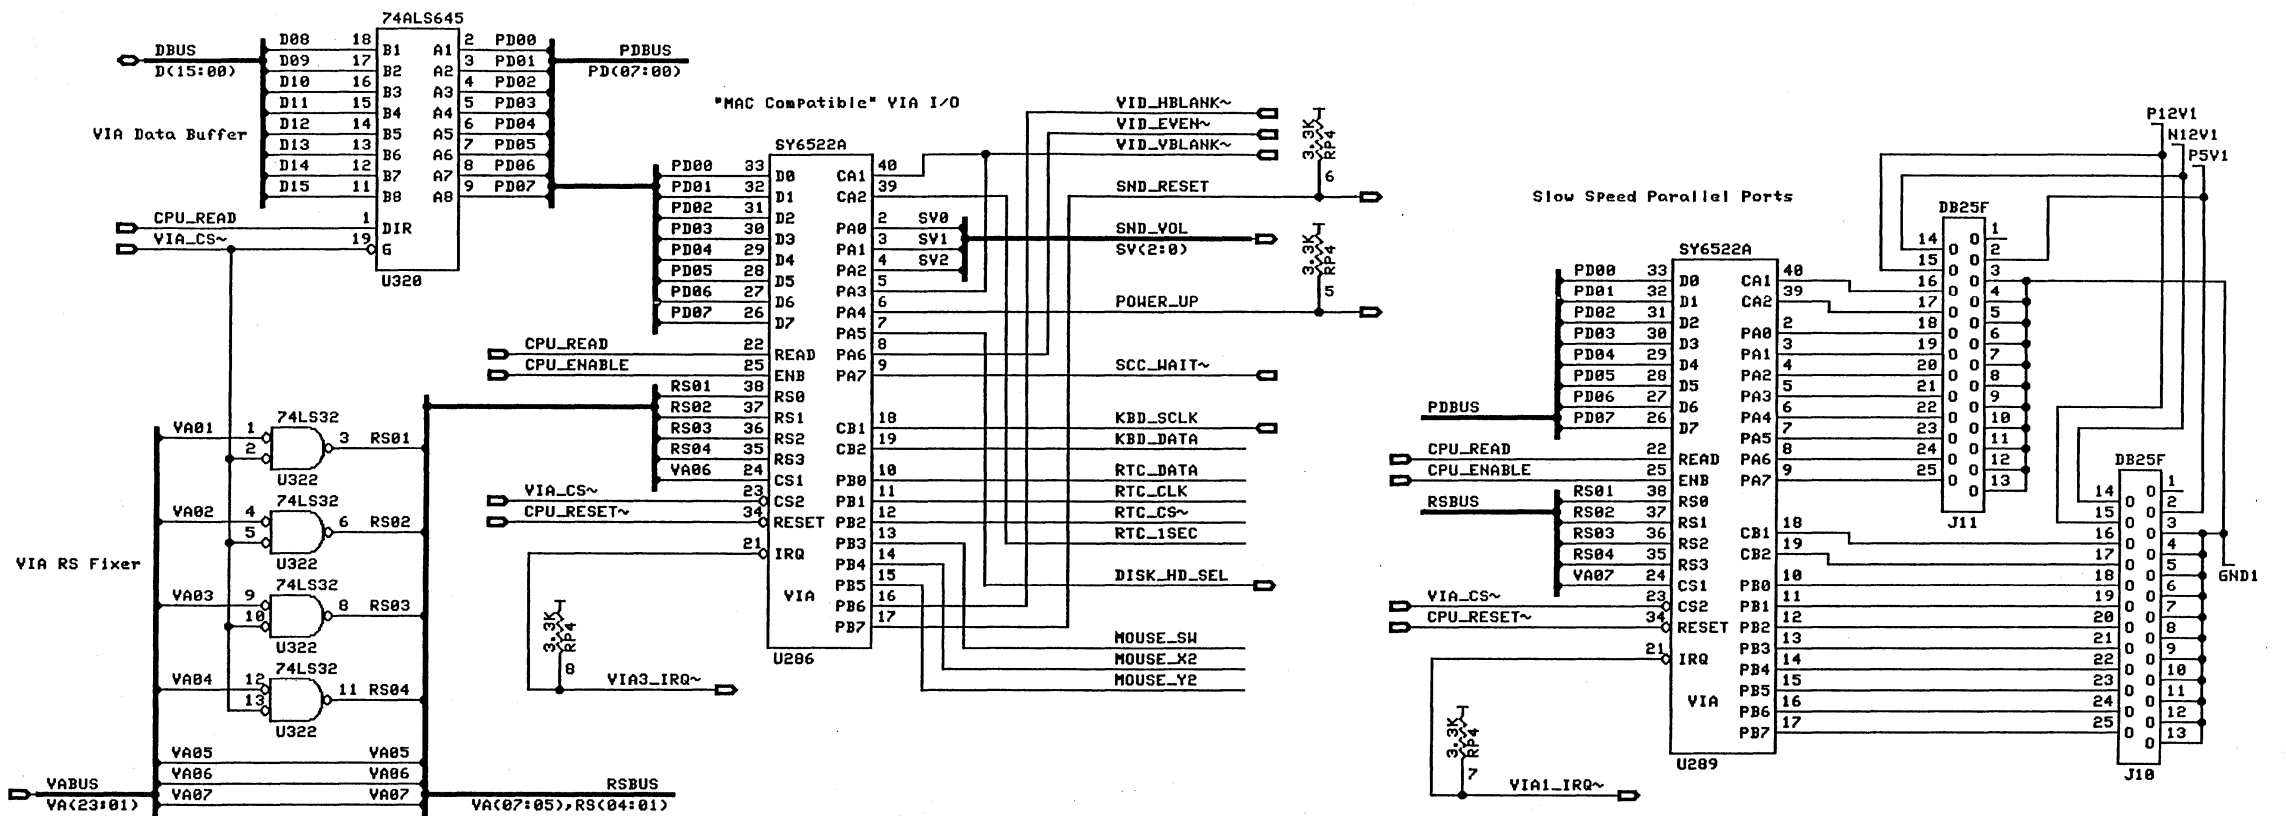 74ALS645
DBUS
D(15:00)
D08 18 B1 A1 2 PD00
D09 17 B2 A2 3 PD01
D10 16 B3 A3 4 PD02
D11 15 B4 A4 5 PD03
D12 14 B5 A5 6 PD04
D13 13 B6 A6 7 PD05
D14 12 B7 A7 8 PD06
D15 11 B8 A8 9 PD07
PDBUS
PD(07:00)
VIA Data Buffer
CPU_READ 1 DIR
VIA_CS~ 19 G
U320
VIA RS Fixer
74LS32
VA01 1 3 RS01
2
U322
74LS32
VA02 4 6 RS02
5
U322
74LS32
VA03 9 8 RS03
10
U322
74LS32
VA04 12 11 RS04
13
U322
VA05 VA05
VA06 VA06
VA07 VA07
VABUS
VA(23:01)
RSBUS
VA(07:05),RS(04:01)
"MAC Compatible" VIA I/O
SY6522A
PD00 33 D0
PD01 32 D1
PD02 31 D2
PD03 30 D3
PD04 29 D4
PD05 28 D5
PD06 27 D6
PD07 26 D7
CPU_READ 22 READ
CPU_ENABLE 25 ENB
RS01 38 RS0
RS02 37 RS1
RS03 36 RS2
RS04 35 RS3
VA06 24 CS1
VIA_CS~ 23 CS2
CPU_RESET~ 34 RESET
21 IRQ
VIA
U286
3.3K RP4
8
VIA3_IRQ~
CA1 40
CA2 39
PA0 2 SV0
PA1 3 SV1
PA2 4 SV2
PA3 5
PA4 6
PA5 7
PA6 8
PA7 9
CB1 18
CB2 19
PB0 10
PB1 11
PB2 12
PB3 13
PB4 14
PB5 15
PB6 16
PB7 17
VID_HBLANK~
VID_EVEN~
VID_VBLANK~
3.3K RP4
6
SND_RESET
SND_VOL
SV(2:0)
3.3K RP4
5
POWER_UP
SCC_WAIT~
KBD_SCLK
KBD_DATA
RTC_DATA
RTC_CLK
RTC_CS~
RTC_1SEC
DISK_HD_SEL
MOUSE_SW
MOUSE_X2
MOUSE_Y2
Slow Speed Parallel Ports
SY6522A
PD00 33 D0
PD01 32 D1
PD02 31 D2
PD03 30 D3
PD04 29 D4
PD05 28 D5
PD06 27 D6
PD07 26 D7
PDBUS
CPU_READ 22 READ
CPU_ENABLE 25 ENB
RS01 38 RS0
RS02 37 RS1
RS03 36 RS2
RS04 35 RS3
VA07 24 CS1
RSBUS
VIA_CS~ 23 CS2
CPU_RESET~ 34 RESET
21 IRQ
VIA
U289
3.3K RP4
7
VIA1_IRQ~
P12V1
N12V1
P5V1
DB25F
14 O O 1
15 O O 2
CA1 40 16 O O 3
CA2 39 17 O O 4
PA0 2 18 O O 5
PA1 3 19 O O 6
PA2 4 20 O O 7
PA3 5 21 O O 8
PA4 6 22 O O 9
PA5 7 23 O O 10
PA6 8 24 O O 11
PA7 9 25 O O 12
O 13
J11
DB25F
14 O O 1
15 O O 2
CB1 18 16 O O 3
CB2 19 17 O O 4
PB0 10 18 O O 5
PB1 11 19 O O 6
PB2 12 20 O O 7
PB3 13 21 O O 8
PB4 14 22 O O 9
PB5 15 23 O O 10
PB6 16 24 O O 11
PB7 17 25 O O 12
O 13
J10
GND1